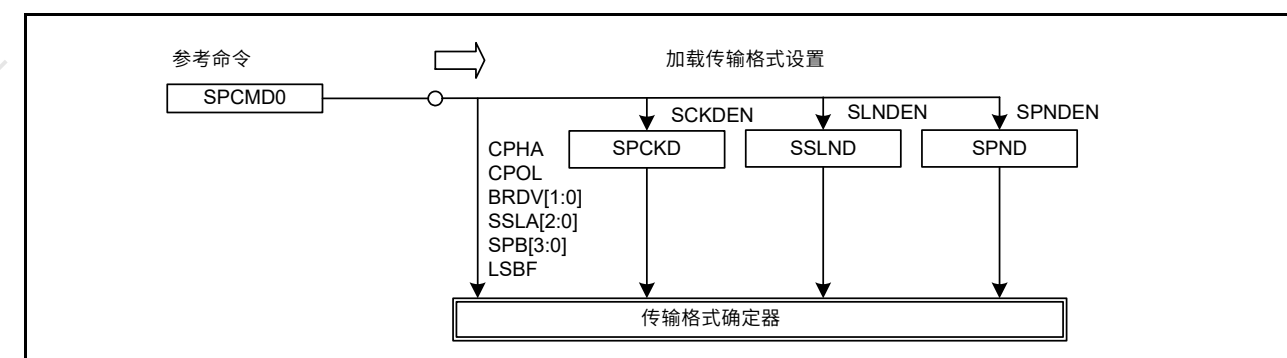 参考命令
加载传输格式设置
SPCMD0
SCKDEN
SLNDEN
SPNDEN
CPHA
CPOL
BRDV[1:0]
SSLA[2:0]
SPB[3:0]
LSBF
SPCKD
SSLND
SPND
传输格式确定器